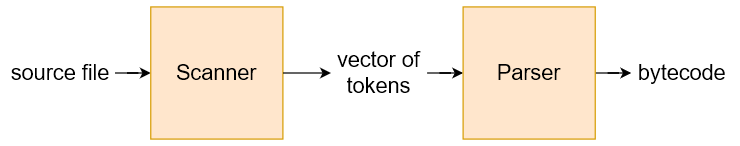 source file
Scanner
vector of
tokens
Parser
bytecode